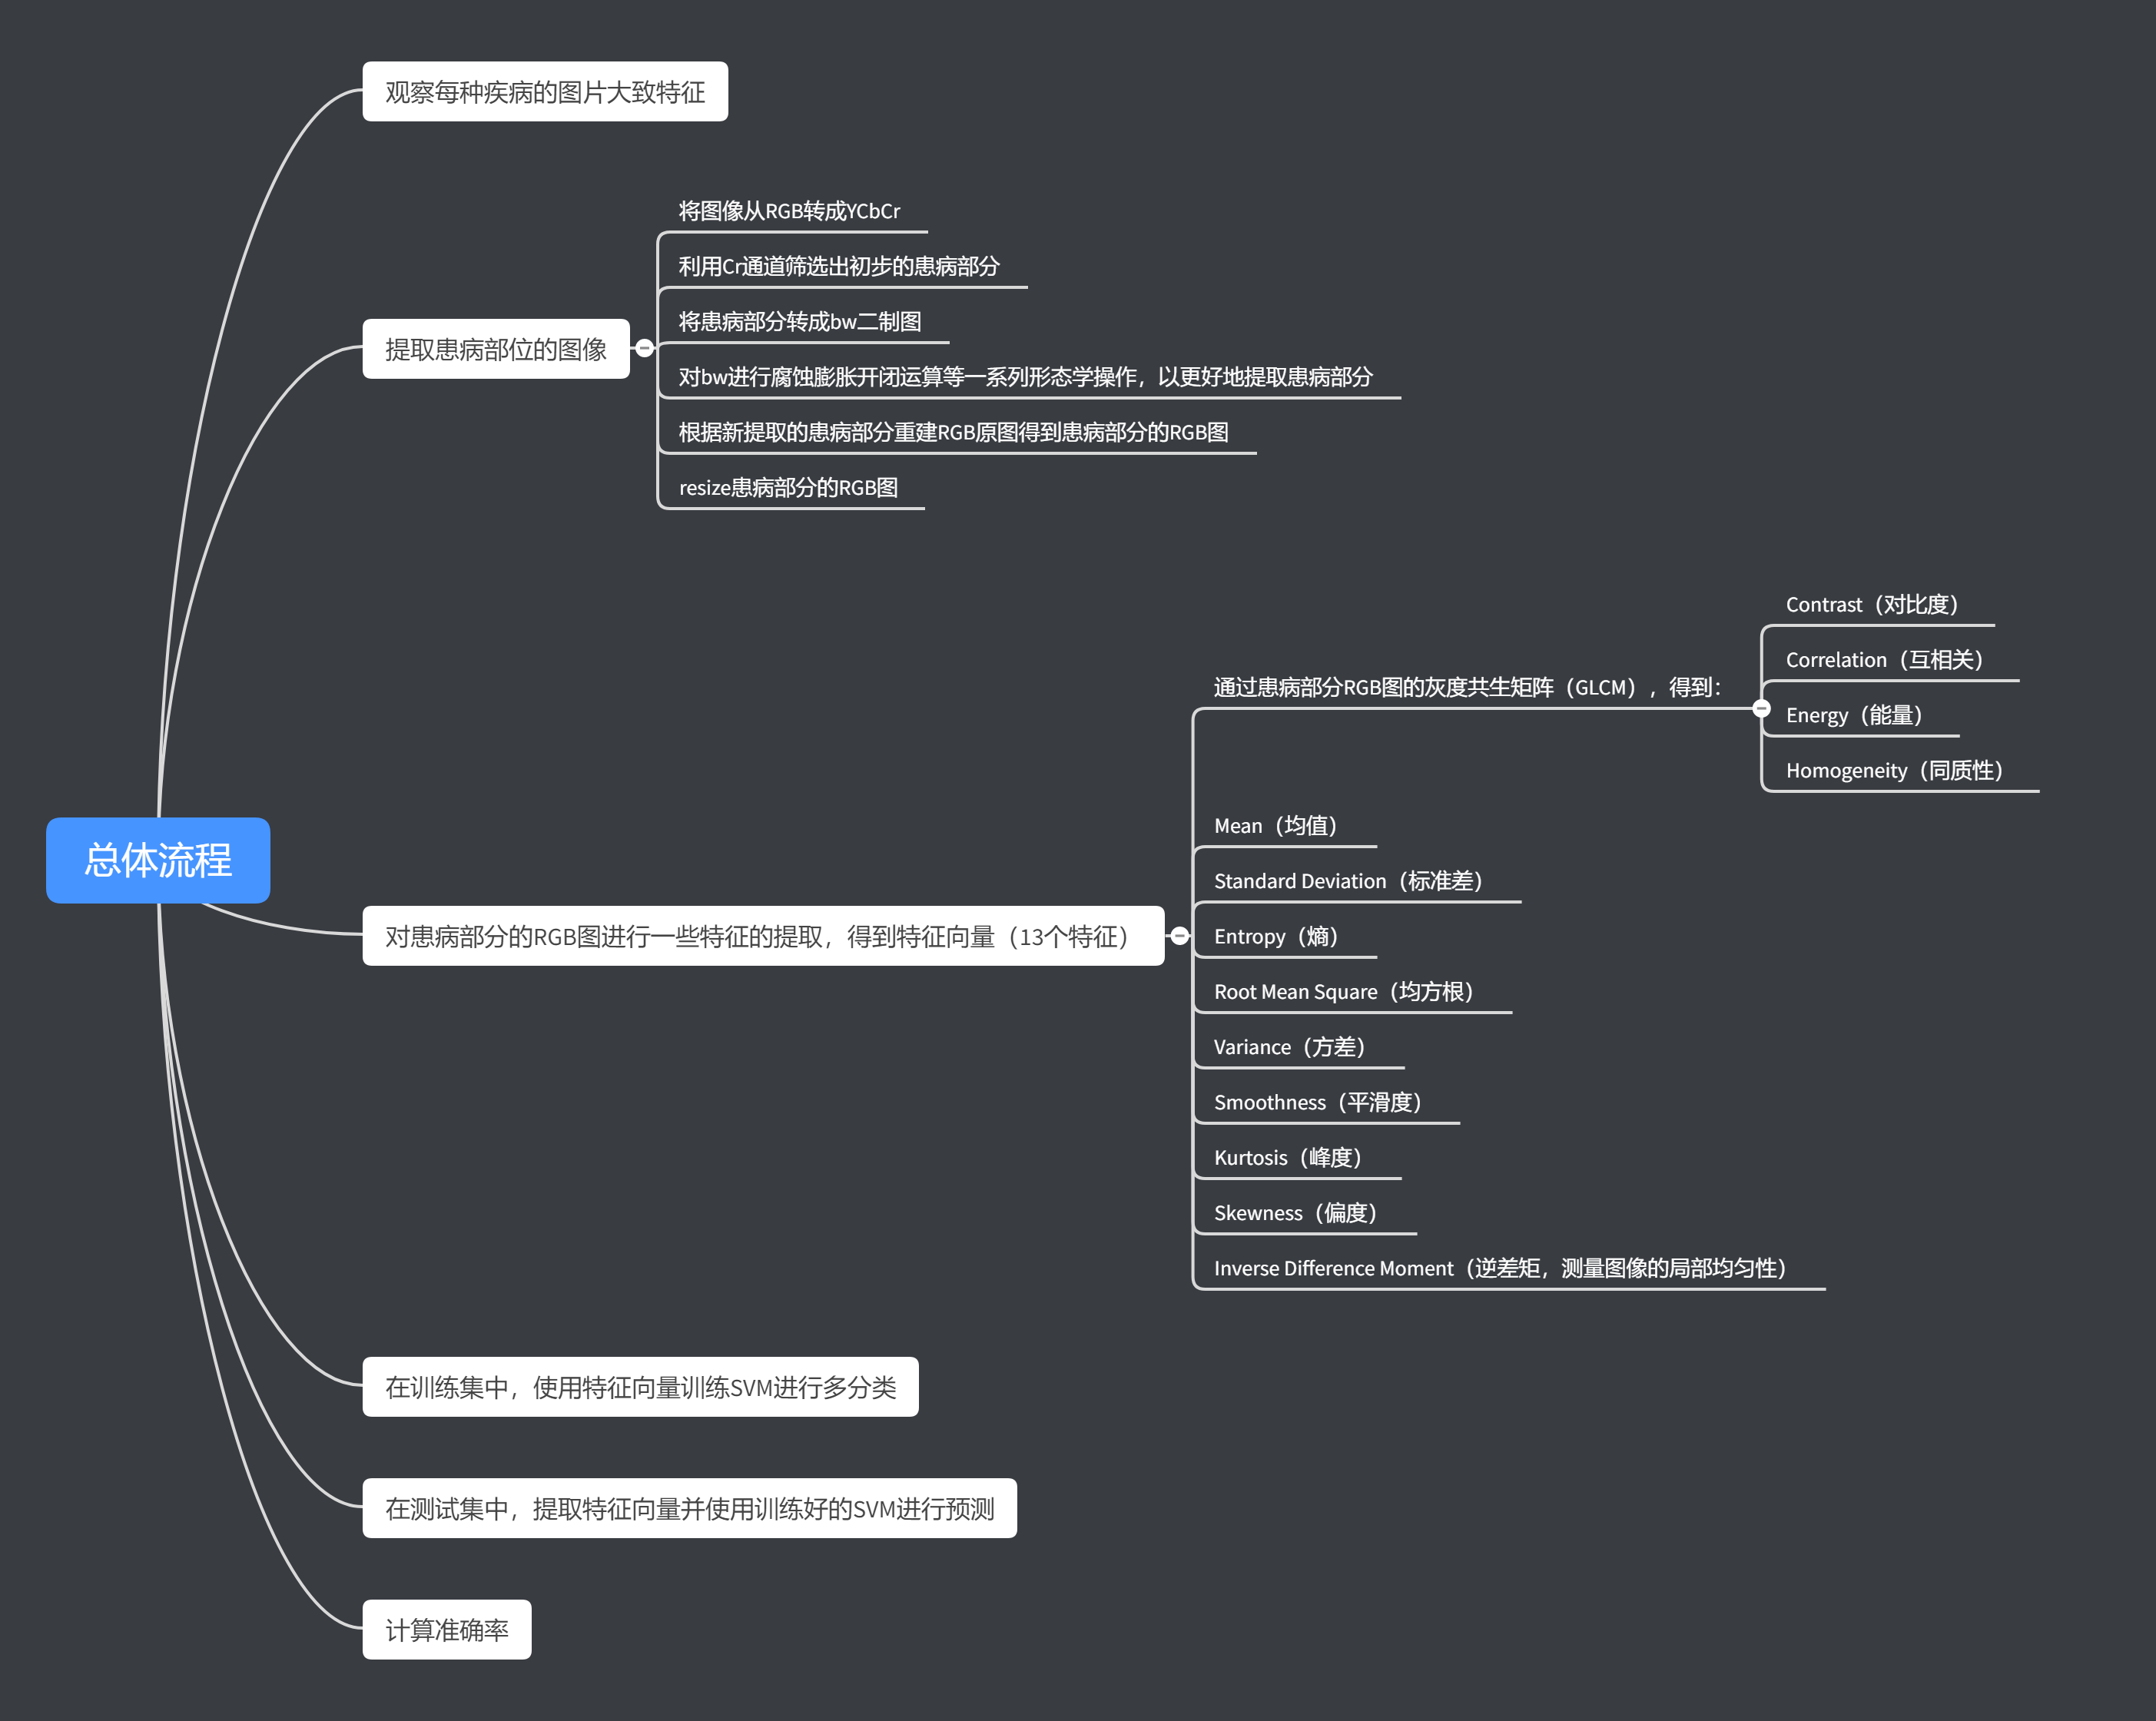 观察每种疾病的图片大致特征
将图像从RGB转成YCbCr
利用Cr通道筛选出初步的患病部分
将患病部分转成bw二制图
提取患病部位的图像
对bw进行腐蚀膨胀开闭运算等一系列形态学操作，以更好地提取患病部分
根据新提取的患病部分重建RGB原图得到患病部分的RGB图
resize患病部分的RGB图
Contrast（对比度）
Correlation（互相关）
通过患病部分RGB图的灰度共生矩阵（GLCM），得到：
Energy（能量）
Homogeneity（同质性）
Mean（均值）
总体流程
Standard Deviation（标准差）
对患病部分的RGB图进行一些特征的提取，得到特征向量（13个特征）
Entropy（熵）
Root Mean Square（均方根）
Variance（方差）
Smoothness（平滑度）
Kurtosis（峰度）
Skewness（偏度）
Inverse Difference Moment（逆差矩，测量图像的局部均匀性）
在训练集中，使用特征向量训练SVM进行多分类
在测试集中，提取特征向量并使用训练好的SVM进行预测
计算准确率